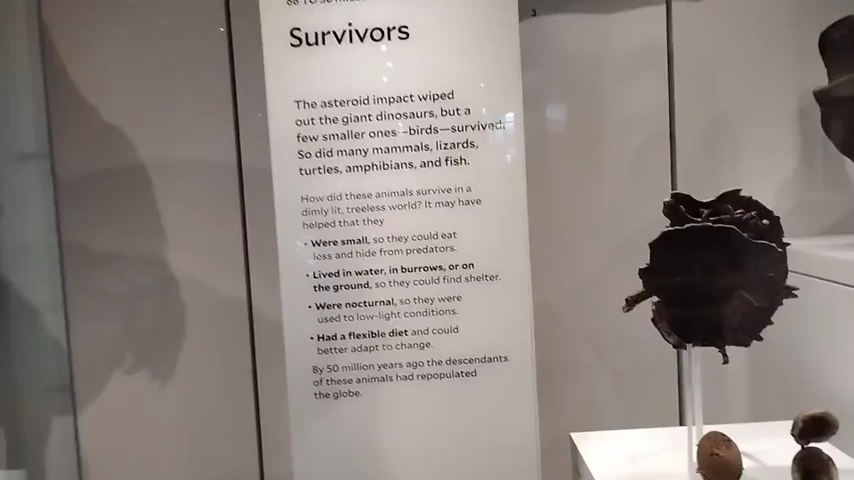 Survivors
The asteroid impact wiped
out the giant dinosaurs, but a
few smaller ones—birds—survived.
So did many mammals, lizards,
turtles, amphibians, and fish.
How did these animals survive in a
dimly lit, treeless world? It may have
helped that they
• Were small, so they could eat
less and hide from predators.
• Lived in water, in burrows, or on
the ground, so they could find shelter.
• Were nocturnal, so they were
used to low-light conditions.
• Had a flexible diet and could
better adapt to change.
By 50 million years ago the descendants
of these animals had repopulated
the globe.
3